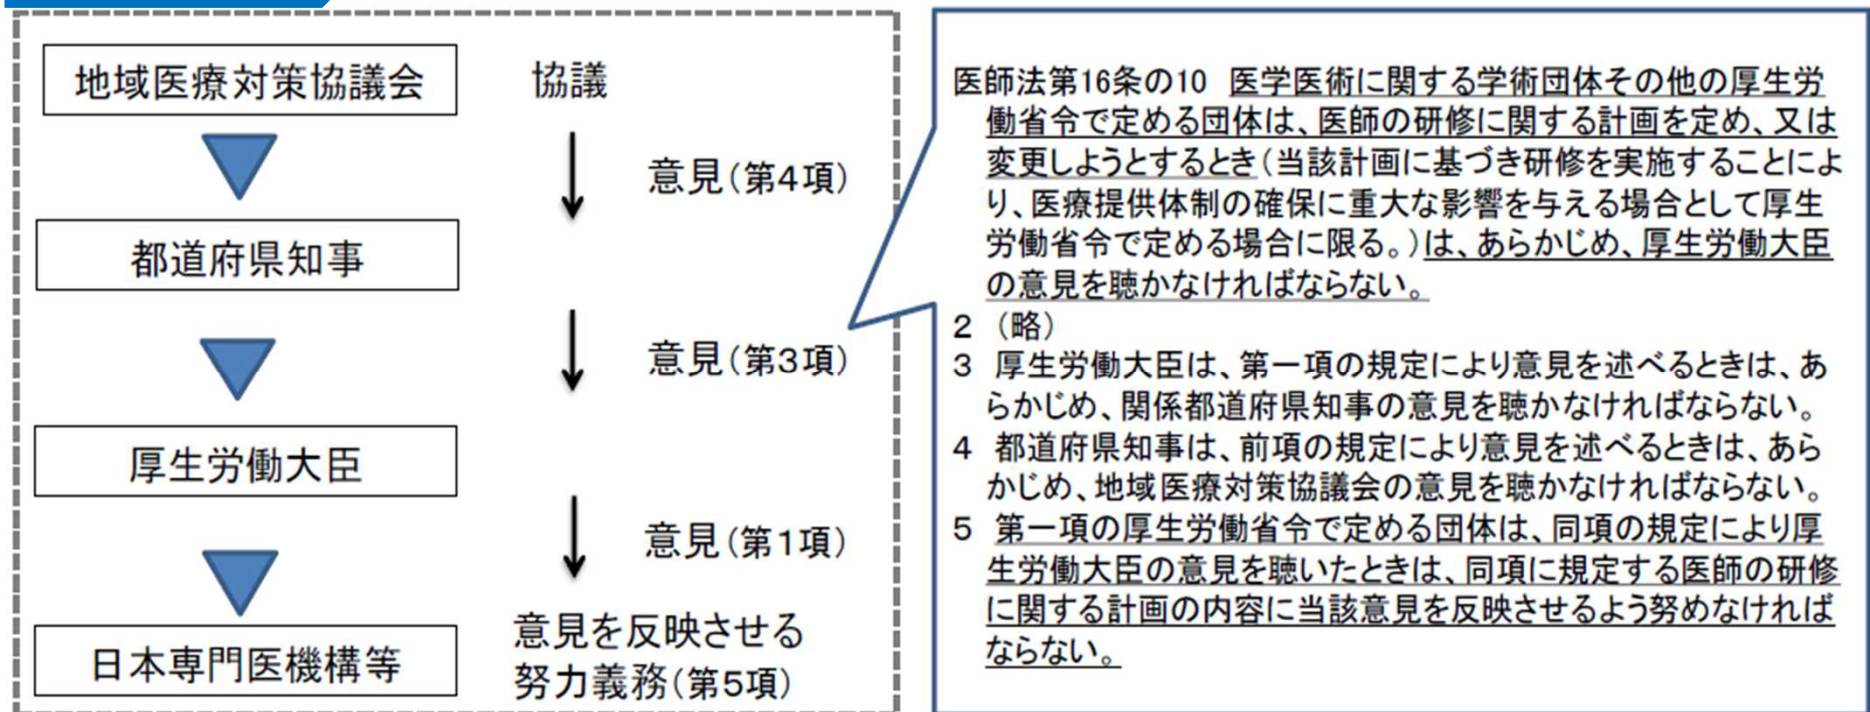 地域医療対策協議会
協議
意見（第4項）
都道府県知事
意見（第3項）
厚生労働大臣
意見（第1項）
日本専門医機構等
意見を反映させる
努力義務（第5項）
医師法第16条の10　医学医術に関する学術団体その他の厚生労
働省令で定める団体は、医師の研修に関する計画を定め、又は
変更しようとするとき（当該計画に基づき研修を実施することによ
り、医療提供体制の確保に重大な影響を与える場合として厚生
労働省令で定める場合に限る。）は、あらかじめ、厚生労働大臣
の意見を聴かなければならない。
２　（略）
３　厚生労働大臣は、第一項の規定により意見を述べるときは、あ
らかじめ、関係都道府県知事の意見を聴かなければならない。
４　都道府県知事は、前項の規定により意見を述べるときは、あら
かじめ、地域医療対策協議会の意見を聴かなければならない。
５　第一項の厚生労働省令で定める団体は、同項の規定により厚
生労働大臣の意見を聴いたときは、同項に規定する医師の研修
に関する計画の内容に当該意見を反映させるよう努めなければ
ならない。